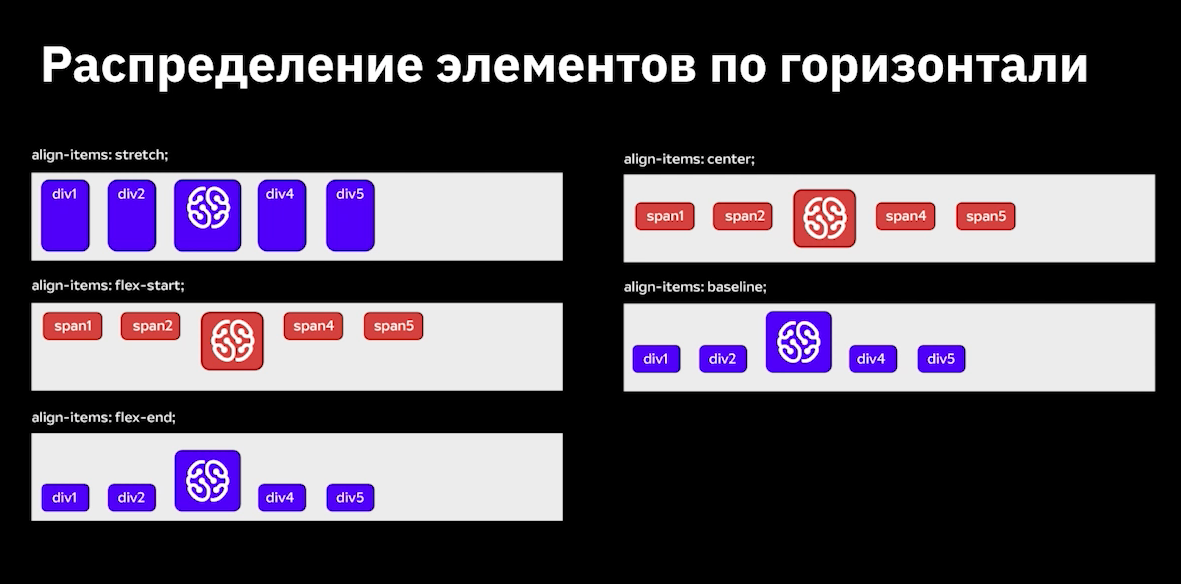 Распределение элементов по горизонтали
align-items: stretch;
div1 div2 div4 div5
align-items: flex-start;
span1 span2 span4 span5
align-items: flex-end;
div1 div2 div4 div5
align-items: center;
span1 span2 span4 span5
align-items: baseline;
div1 div2 div4 div5